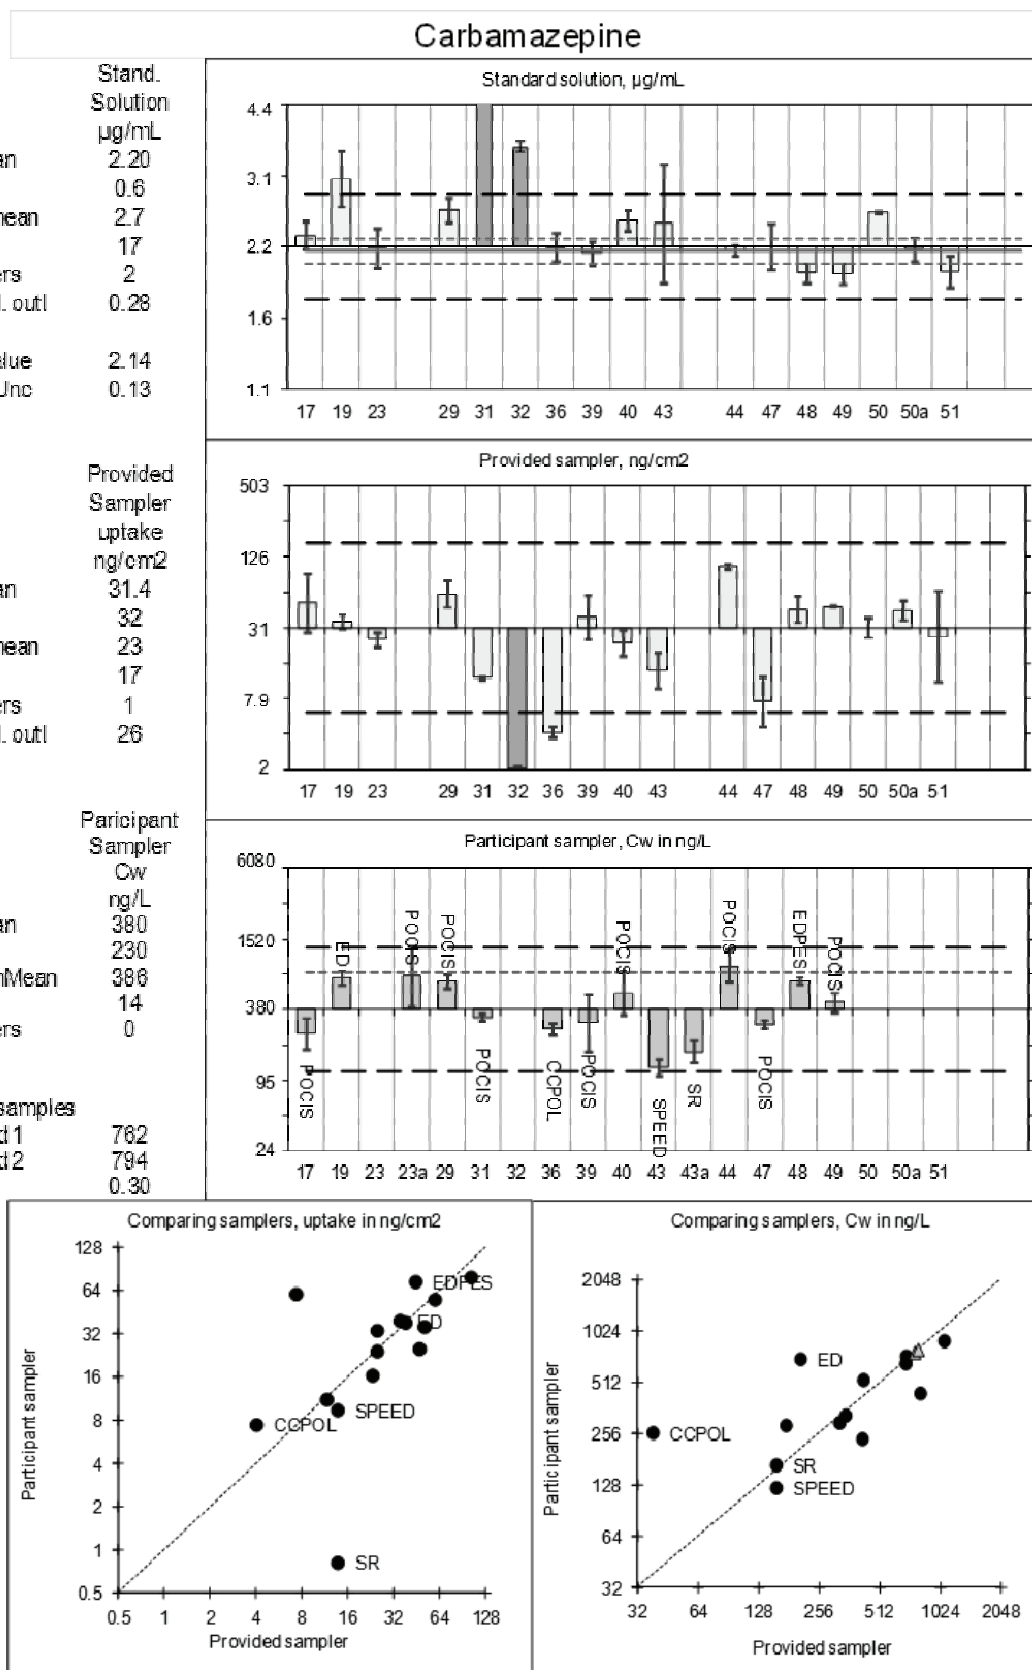 Carbamazepine
Stand.
Solution
µg/mL
an 2.20
0.6
nean 2.7
17
ers 2
l. outl 0.28
alue 2.14
Unc 0.13
Standard solution, µg/mL
4.4
3.1
2.2
1.6
1.1
17 19 23 29 31 32 36 39 40 43 44 47 48 49 50 50a 51
Provided
Sampler
uptake
ng/cm2
an 31.4
32
nean 23
17
ers 1
l. outl 26
Provided sampler, ng/cm2
503
126
31
7.9
2
17 19 23 29 31 32 36 39 40 43 44 47 48 49 50 50a 51
Paricipant
Sampler
Cw
ng/L
an 380
230
nMean 386
14
ers 0
samples
d1 762
d2 794
0.30
Participant sampler, Cw in ng/L
6080
1520
380
95
24
POCIS
ED
POCIS
POCIS
POCIS
CCPOL
POCIS
POCIS
SPEED
SR
POCIS
POCIS
EDPES
POCIS
17 19 23 23a 29 31 32 36 39 40 43 43a 44 47 48 49 50 50a 51
Comparing samplers, uptake in ng/cm2
Participant sampler
128
64
32
16
8
4
2
1
0.5
EDPES
ED
SPEED
CCPOL
SR
0.5 1 2 4 8 16 32 64 128
Provided sampler
Comparing samplers, Cw in ng/L
Participant sampler
2048
1024
512
256
128
64
32
ED
CCPOL
SR
SPEED
32 64 128 256 512 1024 2048
Provided sampler